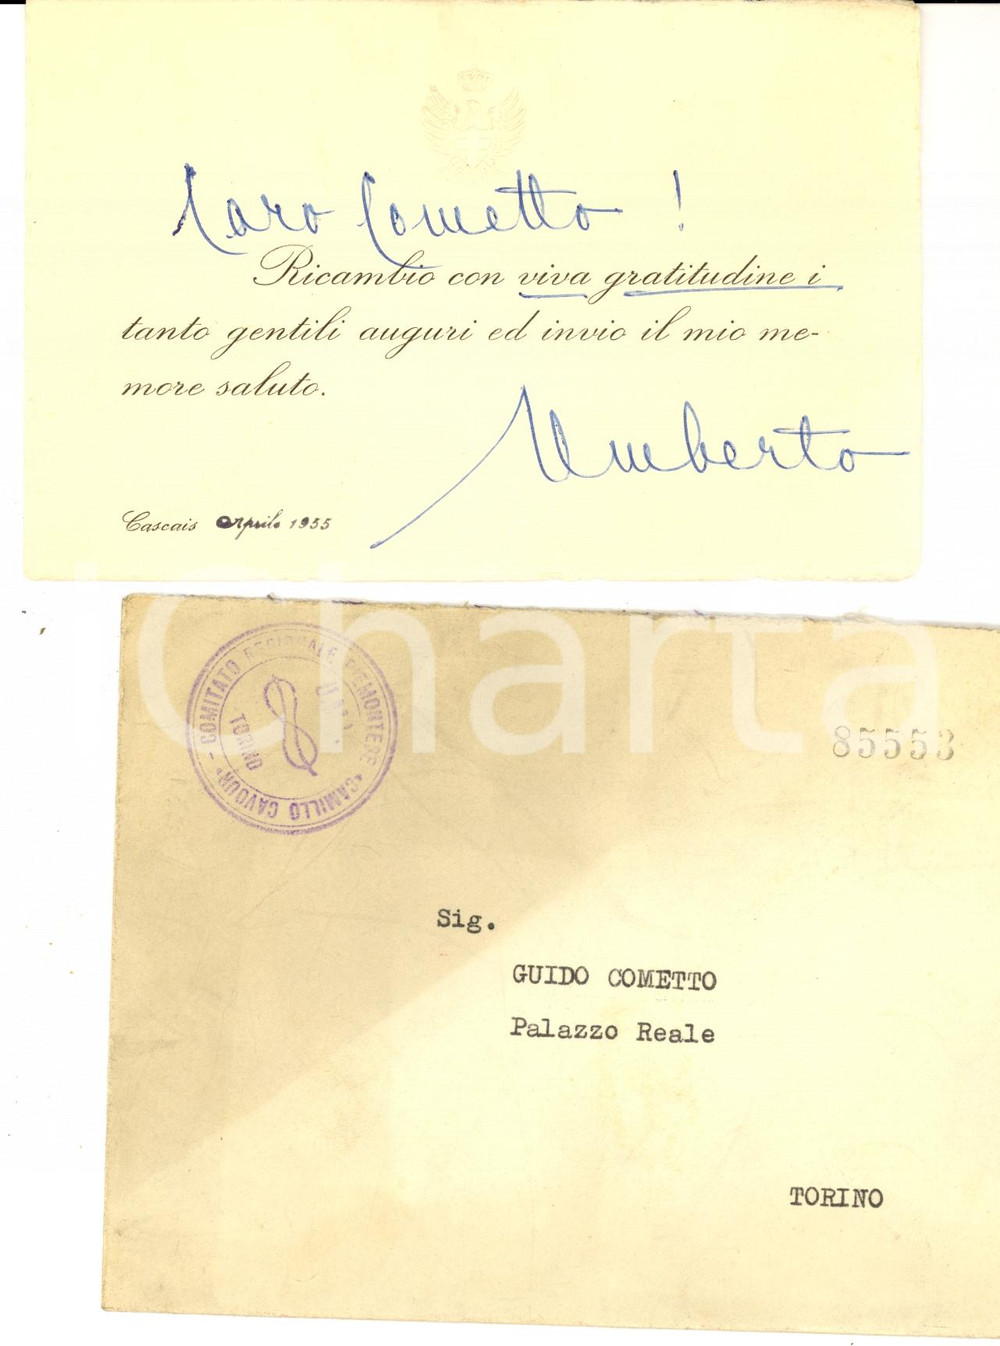 Caro Cometto !
Ricambio con viva gratitudine i
tanto gentili auguri ed invio il mio me-
more saluto.
Umberto
Cascais aprile 1955
Charta
COMITATO REGIONALE PIEMONTESE "CAMILLO CAVOUR" -
TORINO
85553
Sig.
GUIDO COMETTO
Palazzo Reale
TORINO